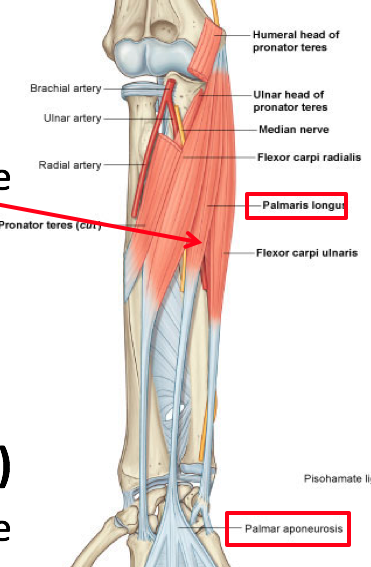 Humeral head of
pronator teres
Brachial artery
Ulnar head of
pronator teres
Ulnar artery
Median nerve
Flexor carpi radialis
Radial artery
e
Palmaris longus
Pronator teres (cut)
Flexor carpi ulnaris
)
Pisohamate li
e
Palmar aponeurosis